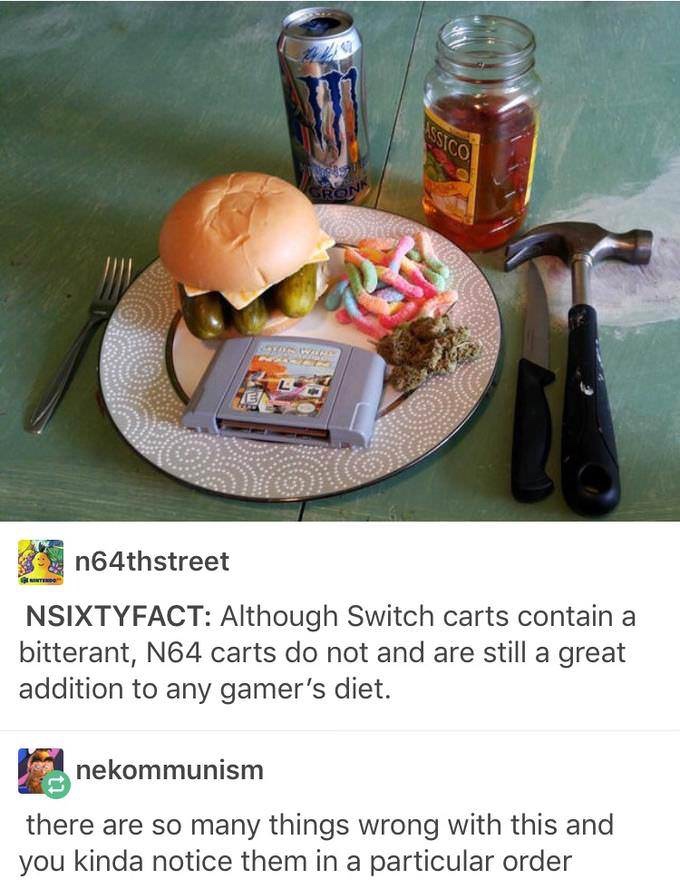 GRONK
ASSICO
E
n64thstreet
NSIXTYFACT: Although Switch carts contain a
bitterant, N64 carts do not and are still a great
addition to any gamer's diet.
nekommunism
there are so many things wrong with this and
you kinda notice them in a particular order